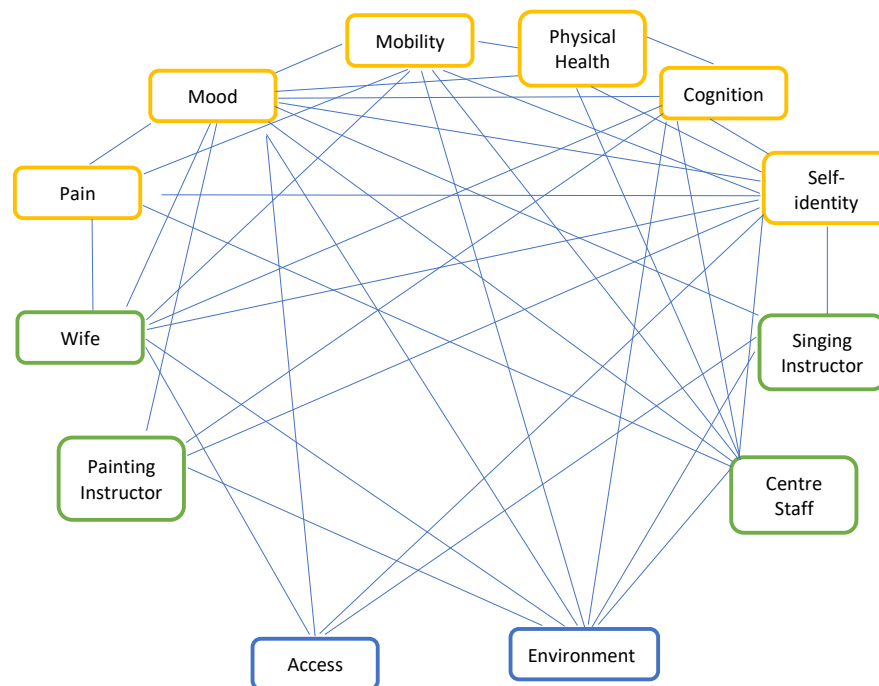 Mobility
Physical
Health
Mood
Cognition
Pain
Self-
identity
Wife
Singing
Instructor
Painting
Instructor
Centre
Staff
Access
Environment